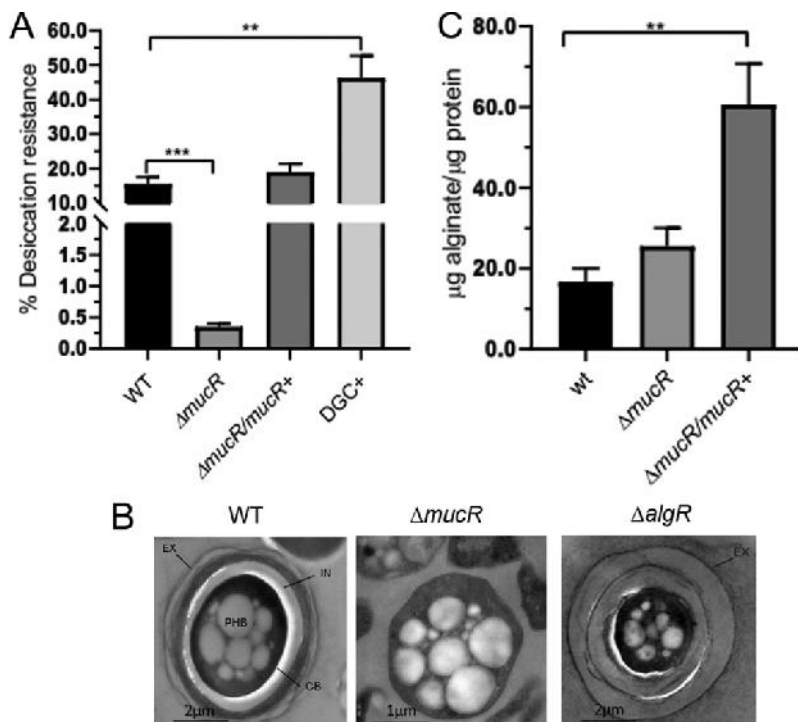 A
% Desiccation resistance
60.0
50.0
40.0
30.0
20.0
10.0
2.0
1.5
1.0
0.5
0.0
**
***
WT
ΔmucR
ΔmucR/mucR+
DGC+
C
µg alginate/µg protein
80.0
60.0
40.0
20.0
0.0
**
wt
ΔmucR
ΔmucR/mucR+
B
WT
ΔmucR
ΔalgR
EX
IN
PHB
CB
2µm
1µm
EX
2µm